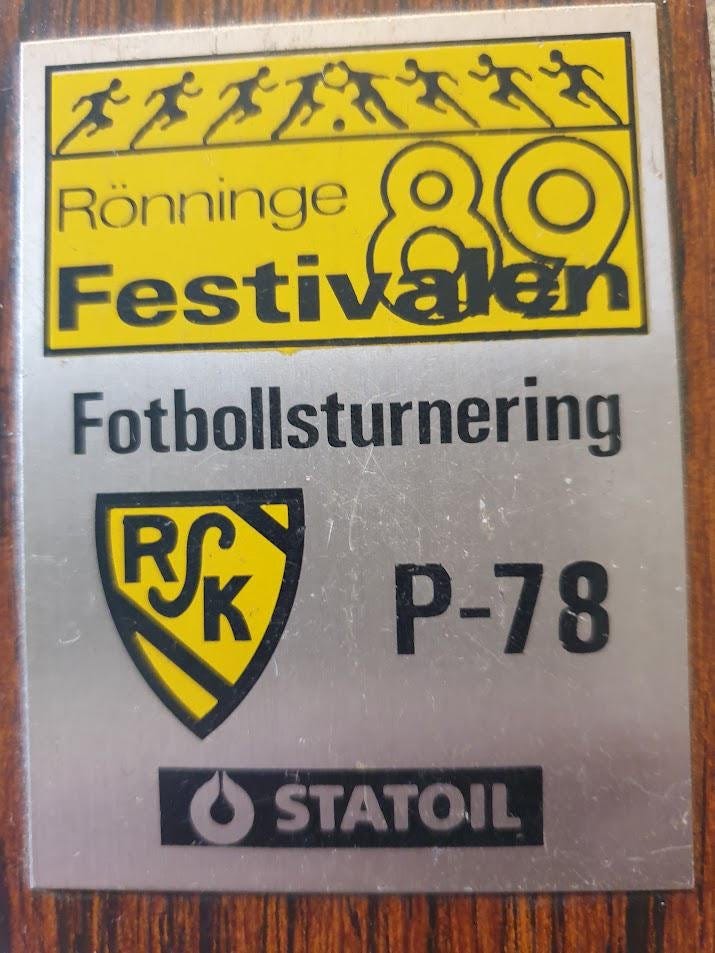 Rönninge 89
Festivalen
Fotbollsturnering
RSK
P-78
STATOIL